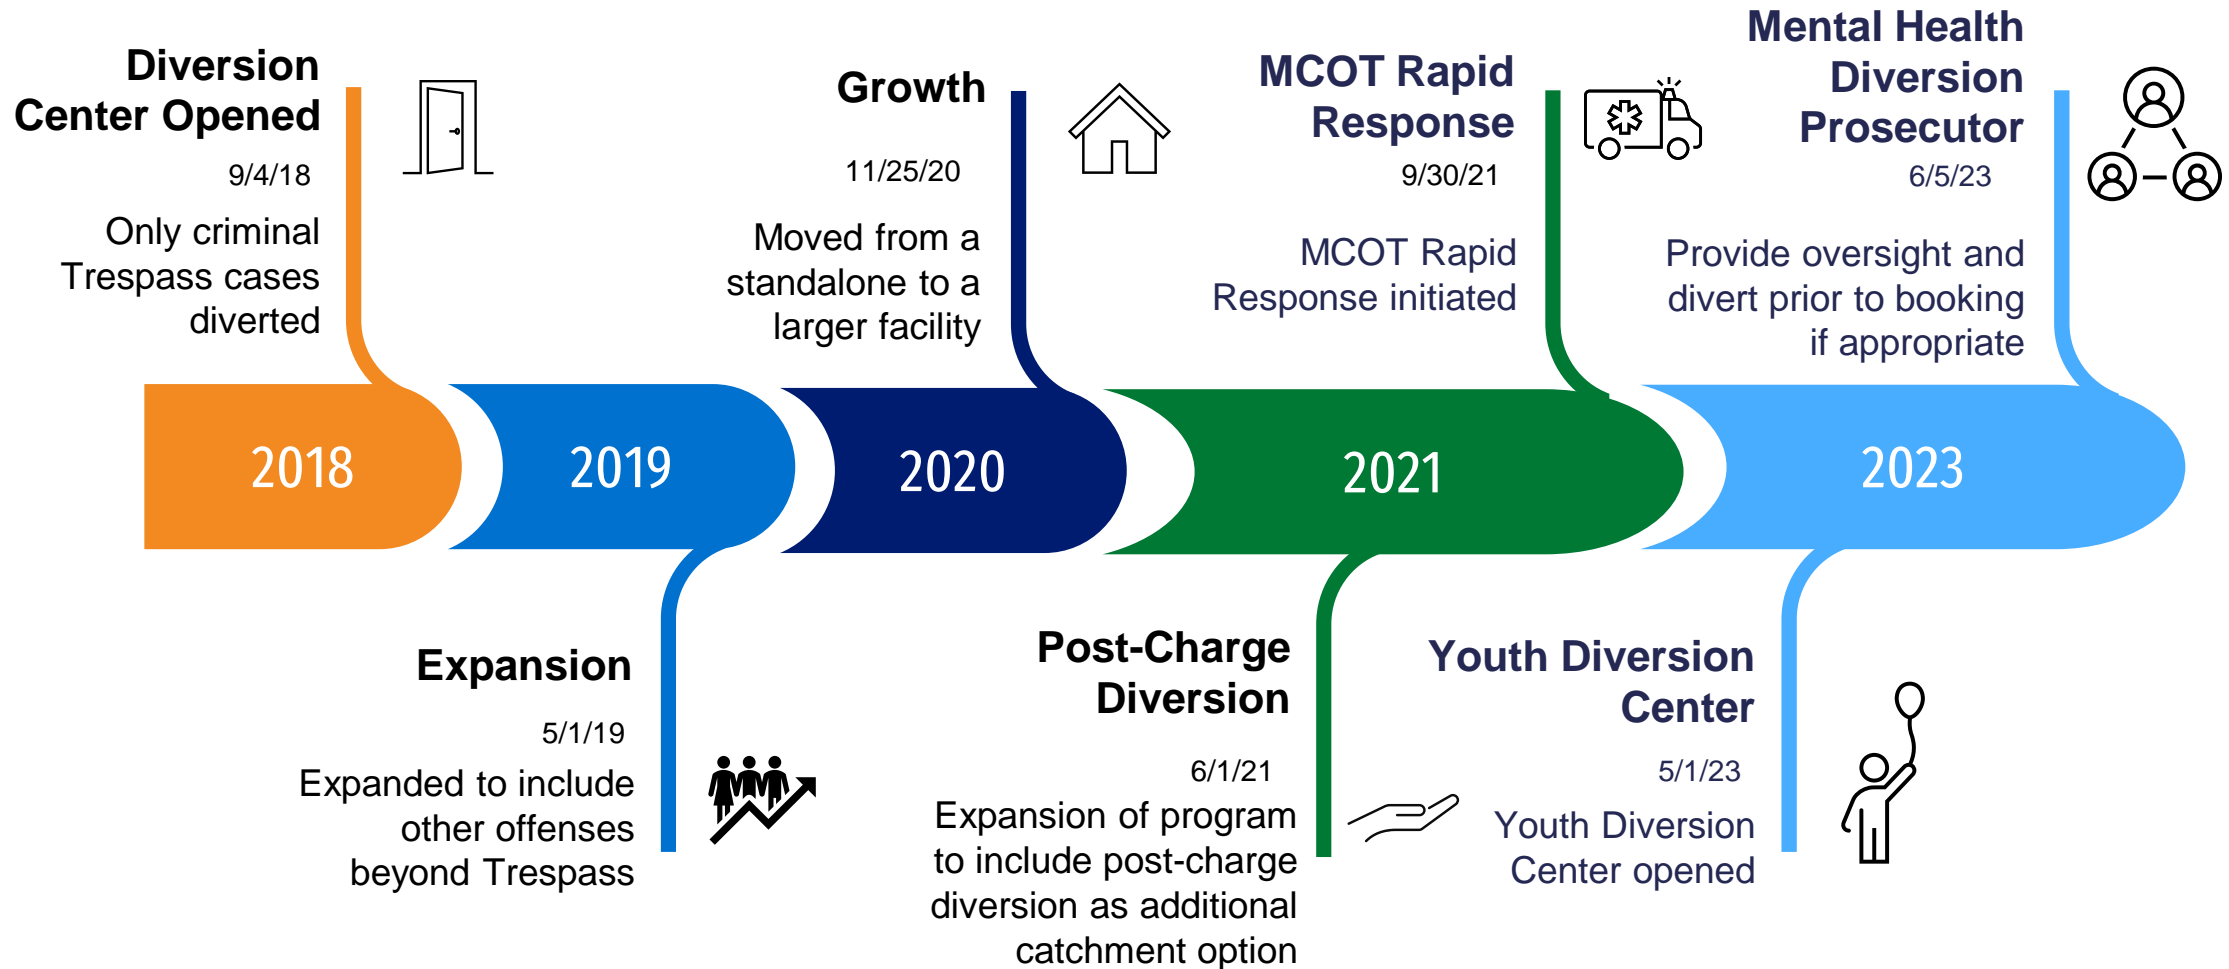 Diversion
Center Opened
9/4/18
Only criminal
Trespass cases
diverted
Growth
11/25/20
Moved from a
standalone to a
larger facility
MCOT Rapid
Response
9/30/21
MCOT Rapid
Response initiated
Mental Health
Diversion
Prosecutor
6/5/23
Provide oversight and
divert prior to booking
if appropriate
2018
2019
2020
2021
2023
Expansion
5/1/19
Expanded to include
other offenses
beyond Trespass
Post-Charge
Diversion
6/1/21
Expansion of program
to include post-charge
diversion as additional
catchment option
Youth Diversion
Center
5/1/23
Youth Diversion
Center opened